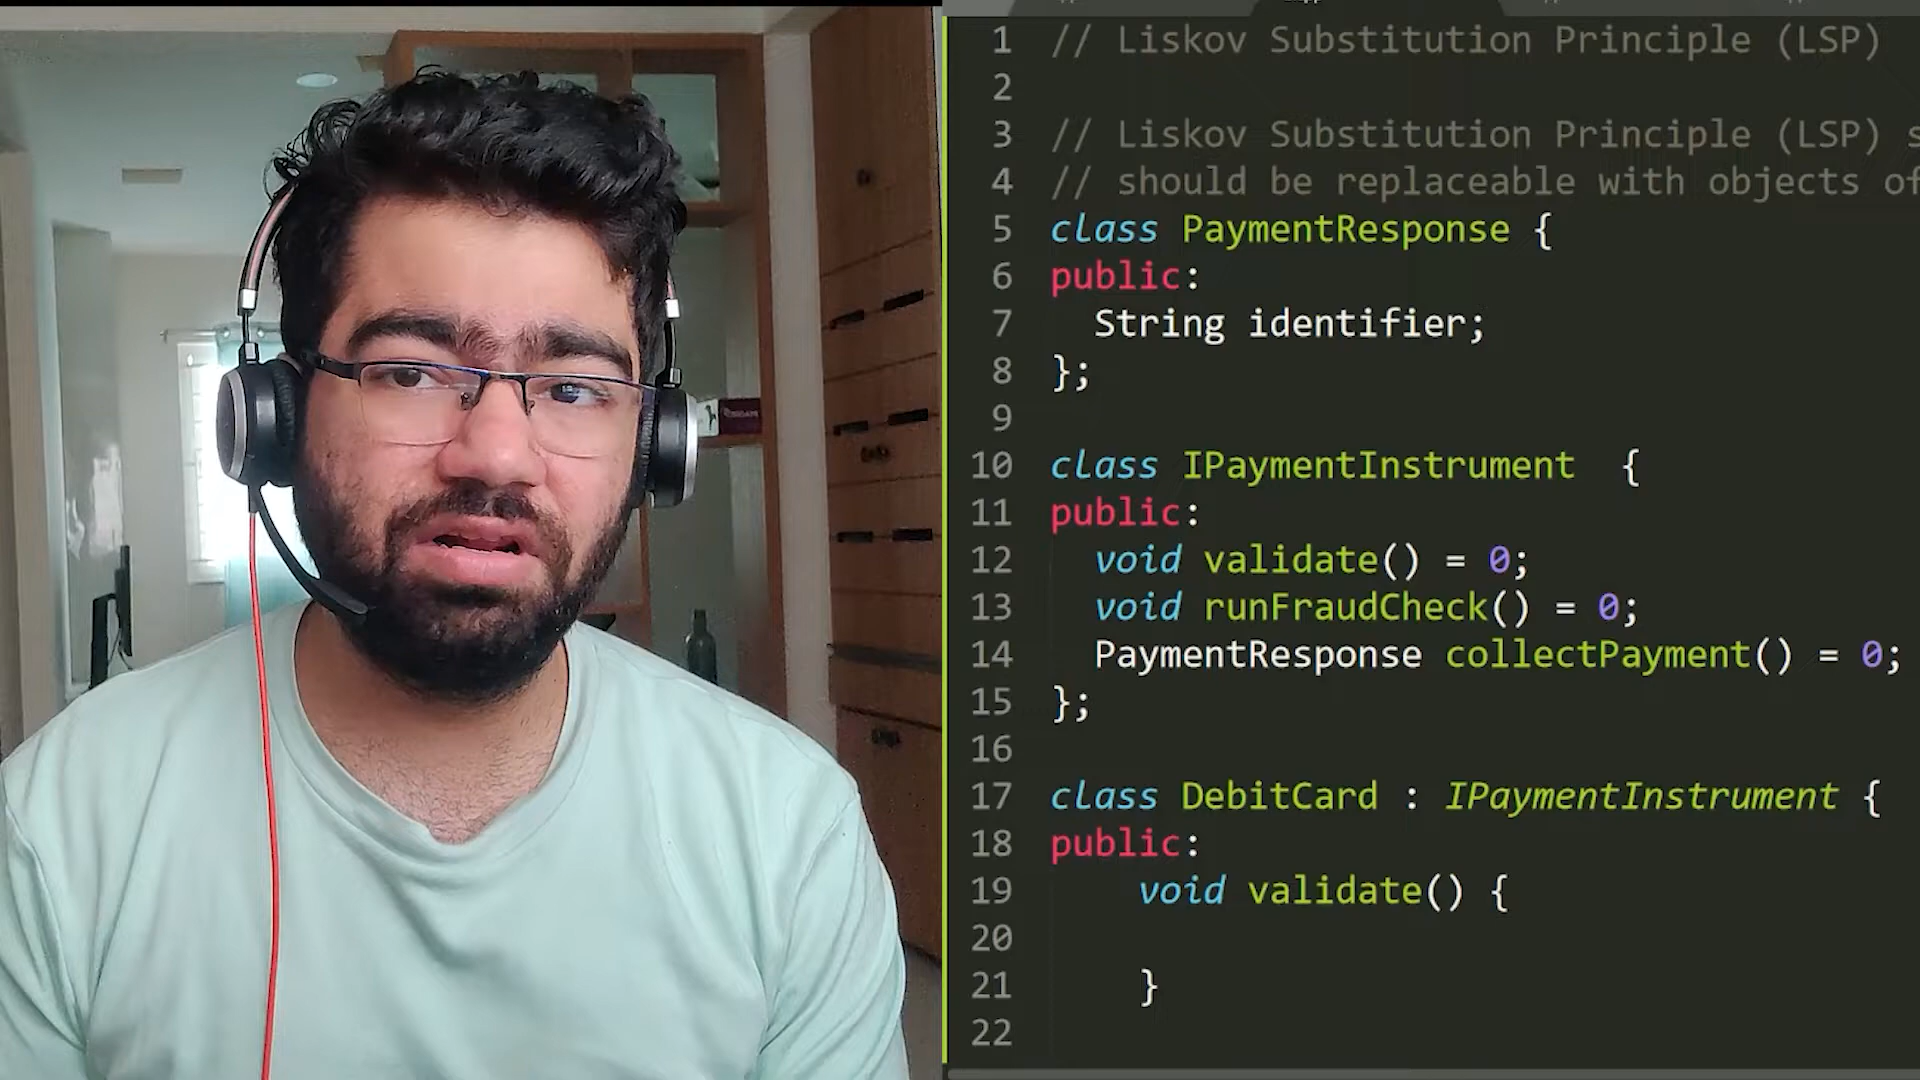 1 // Liskov Substitution Principle (LSP)
2
3 // Liskov Substitution Principle (LSP) s
4 // should be replaceable with objects of
5 class PaymentResponse {
6 public:
7 String identifier;
8 };
9
10 class IPaymentInstrument {
11 public:
12 void validate() = 0;
13 void runFraudCheck() = 0;
14 PaymentResponse collectPayment() = 0;
15 };
16
17 class DebitCard : IPaymentInstrument {
18 public:
19 void validate() {
20
21 }
22